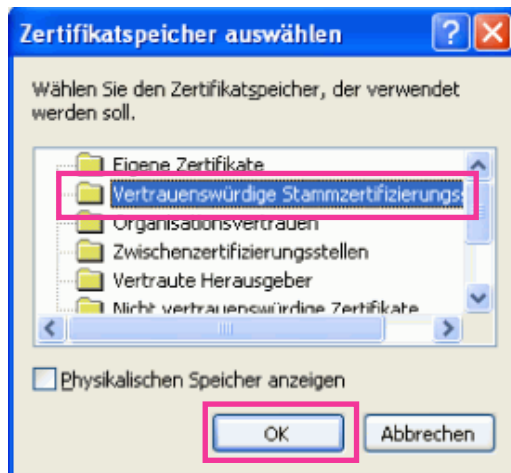 Zertifikatspeicher auswählen
Wählen Sie den Zertifikatspeicher, der verwendet
werden soll.
Eigene Zertifikate
Vertrauenswürdige Stammzertifizierungs
Organisationsvertrauen
Zwischenzertifizierungsstellen
Vertraute Herausgeber
Nicht vertrauenswürdige Zertifikate
Physikalischen Speicher anzeigen
OK
Abbrechen